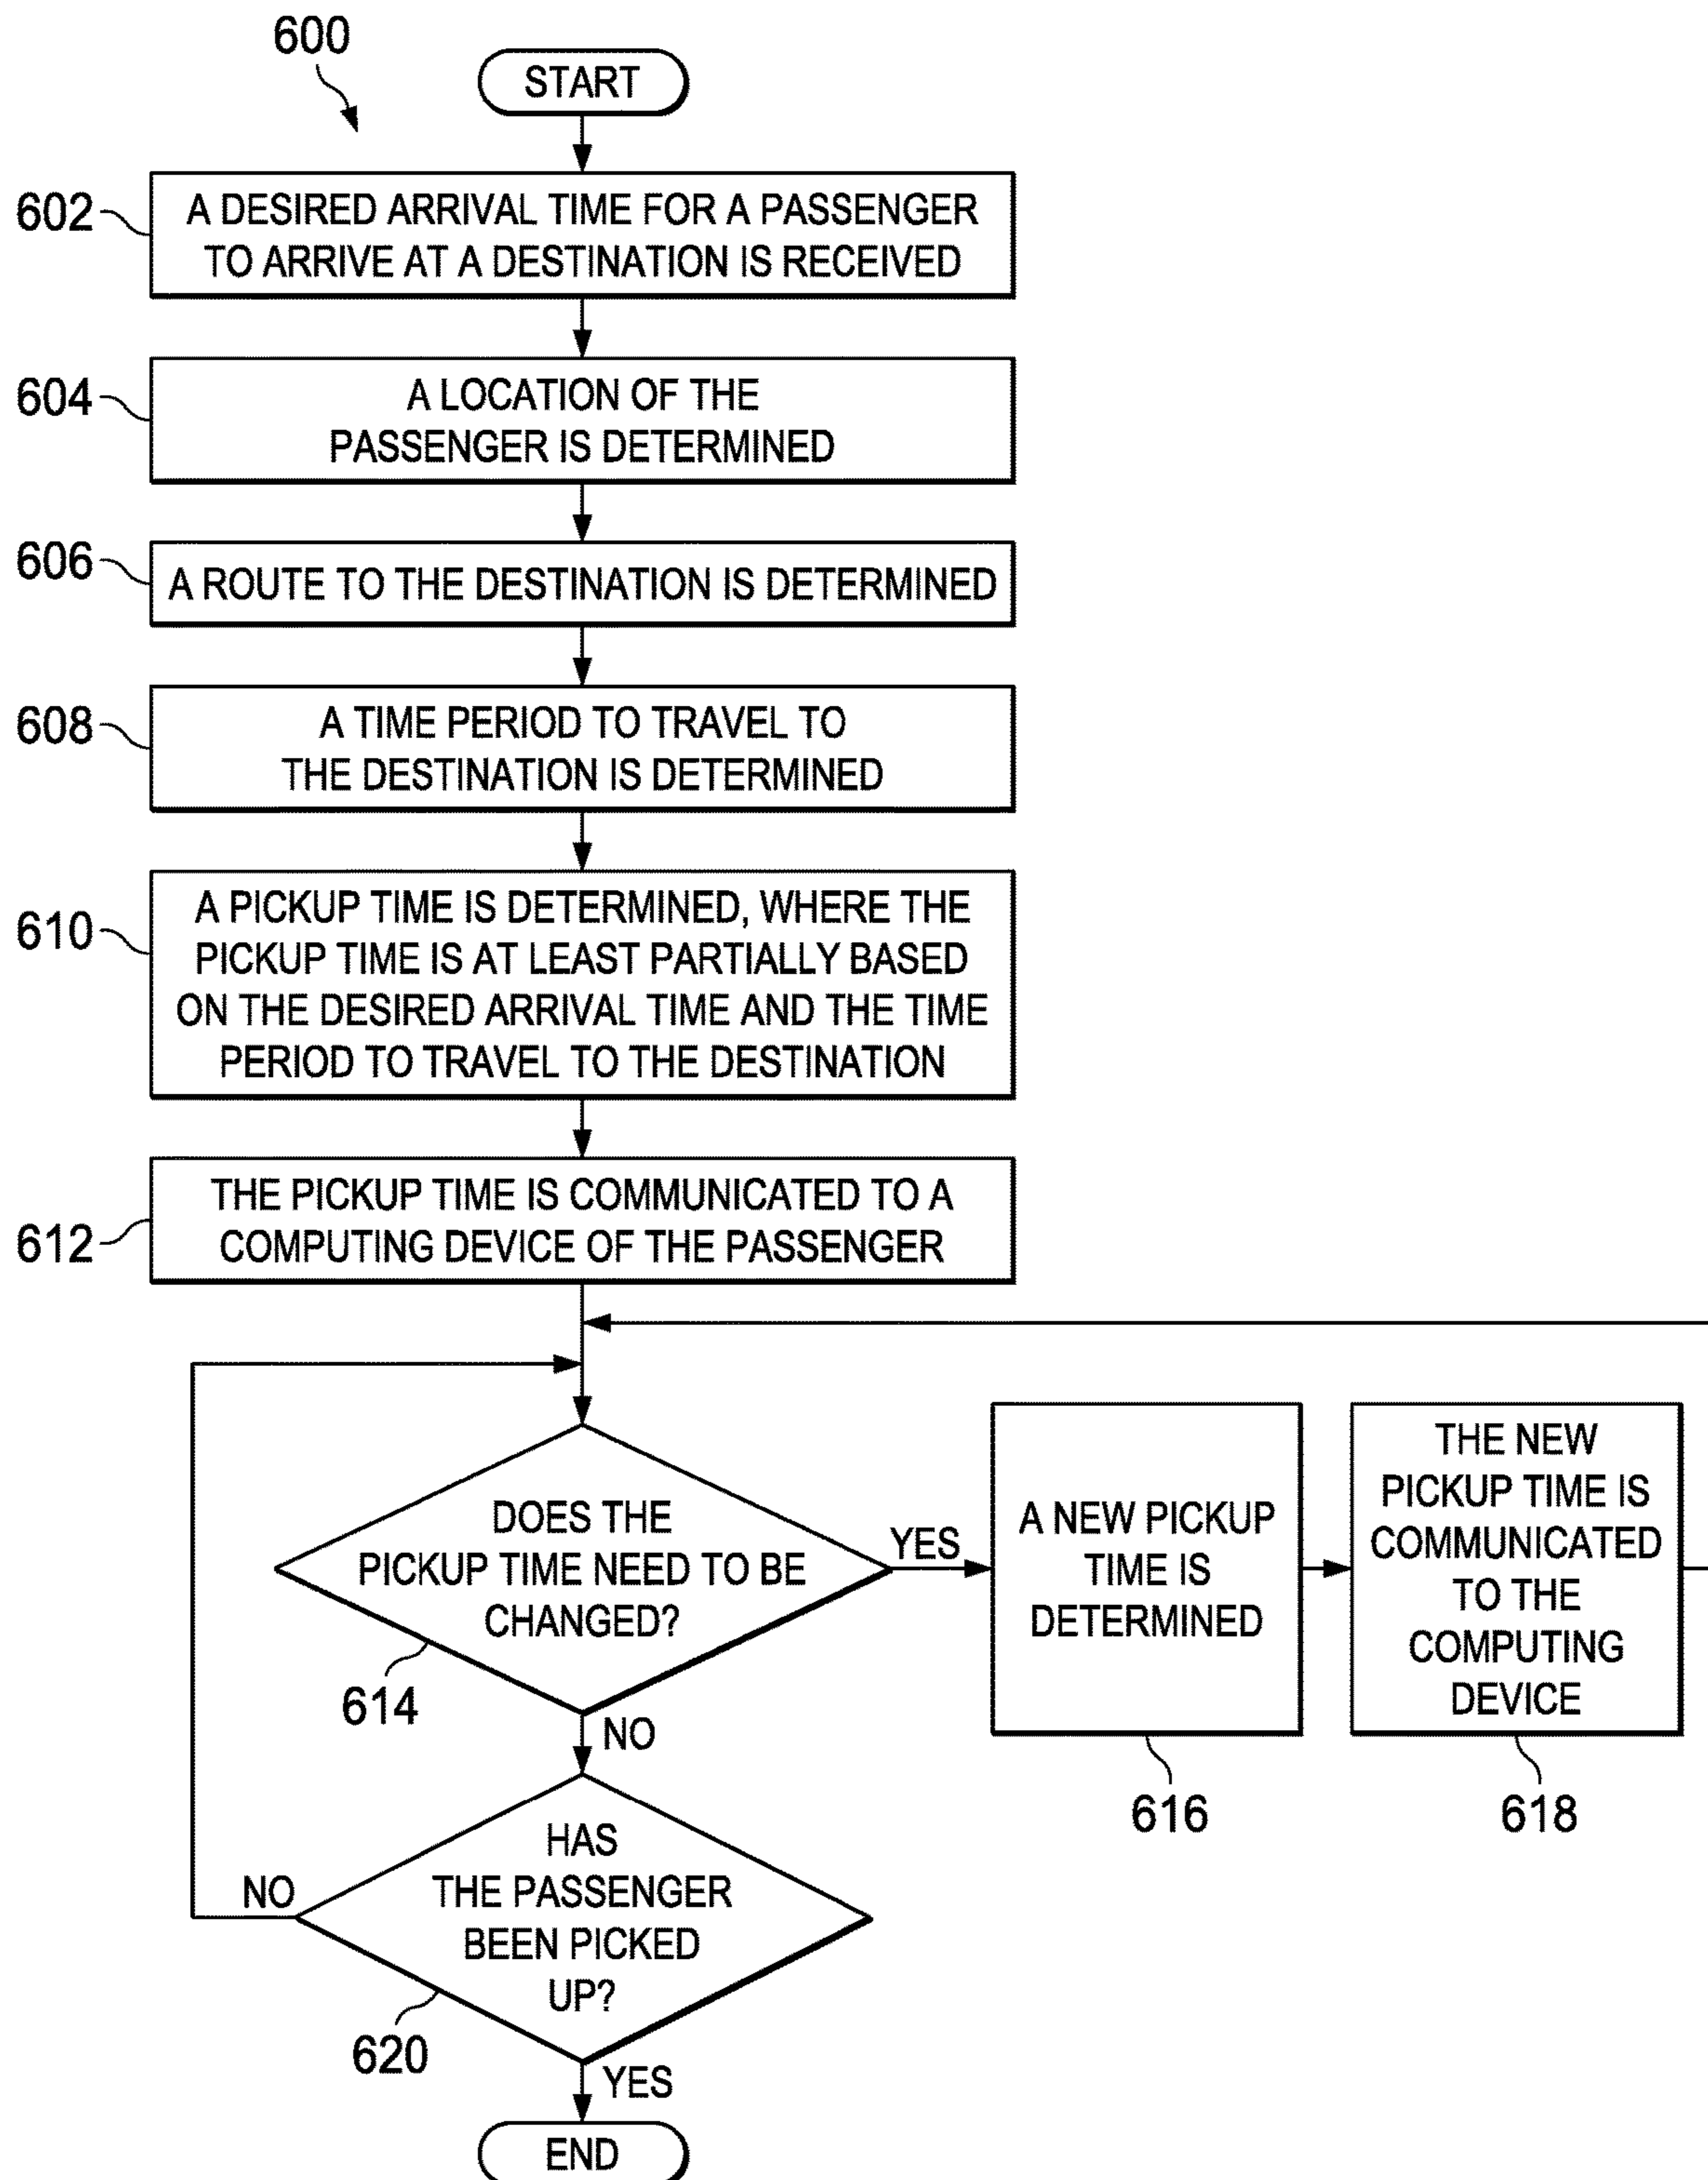 600
START
602
A DESIRED ARRIVAL TIME FOR A PASSENGER
TO ARRIVE AT A DESTINATION IS RECEIVED
604
A LOCATION OF THE
PASSENGER IS DETERMINED
606
A ROUTE TO THE DESTINATION IS DETERMINED
608
A TIME PERIOD TO TRAVEL TO
THE DESTINATION IS DETERMINED
610
A PICKUP TIME IS DETERMINED, WHERE THE
PICKUP TIME IS AT LEAST PARTIALLY BASED
ON THE DESIRED ARRIVAL TIME AND THE TIME
PERIOD TO TRAVEL TO THE DESTINATION
612
THE PICKUP TIME IS COMMUNICATED TO A
COMPUTING DEVICE OF THE PASSENGER
DOES THE
PICKUP TIME NEED TO BE
CHANGED?
614
YES
A NEW PICKUP
TIME IS
DETERMINED
616
THE NEW
PICKUP TIME IS
COMMUNICATED
TO THE
COMPUTING
DEVICE
618
NO
HAS
THE PASSENGER
BEEN PICKED
UP?
620
NO
YES
END